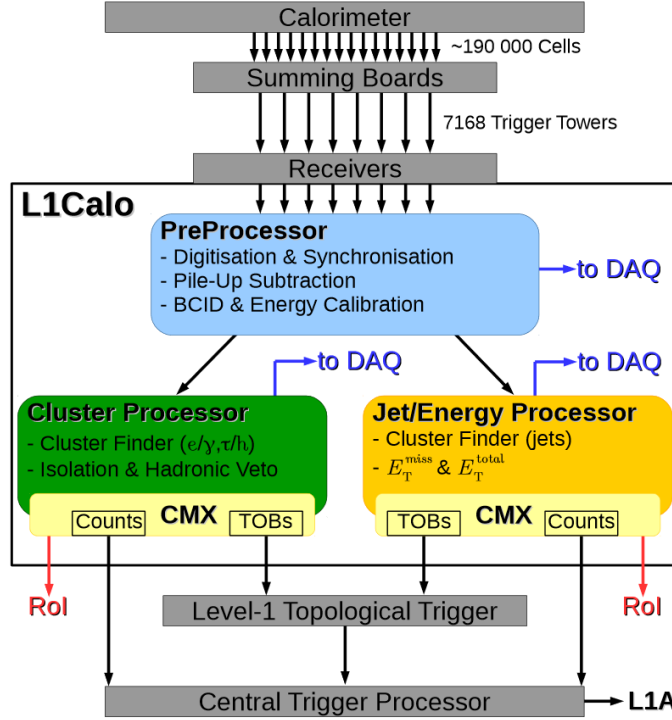 Calorimeter
~190 000 Cells
Summing Boards
7168 Trigger Towers
Receivers
L1Calo
PreProcessor
- Digitisation & Synchronisation
- Pile-Up Subtraction
- BCID & Energy Calibration
to DAQ
to DAQ
to DAQ
Cluster Processor
- Cluster Finder (e/γ,τ/h)
- Isolation & Hadronic Veto
Jet/Energy Processor
- Cluster Finder (jets)
- E_T^miss & E_T^total
Counts
CMX
TOBs
TOBs
CMX
Counts
RoI
Level-1 Topological Trigger
RoI
Central Trigger Processor
L1A